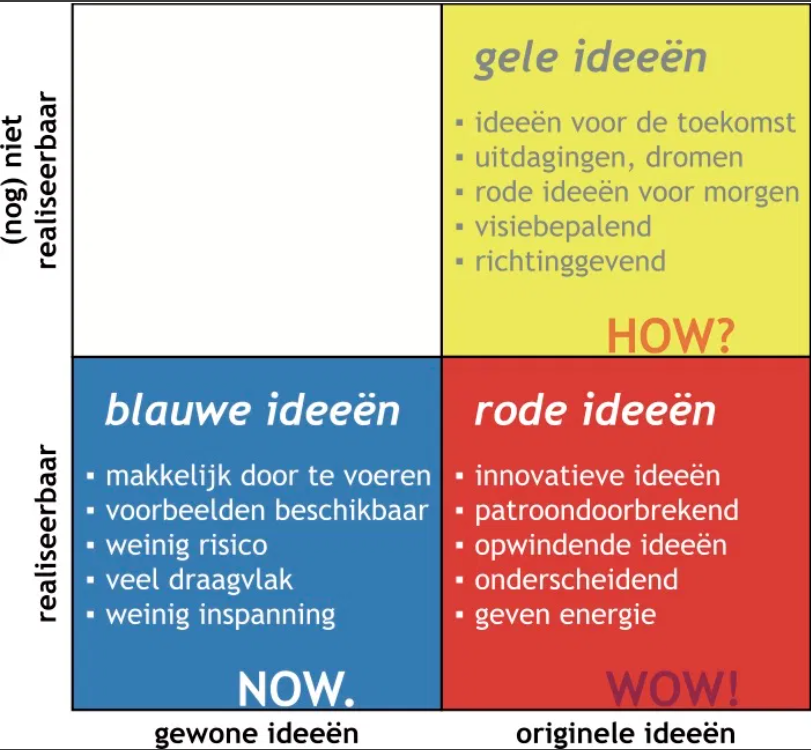 (nog) niet
realiseerbaar
gele ideeën
▪ ideeën voor de toekomst
▪ uitdagingen, dromen
▪ rode ideeën voor morgen
▪ visiebepalend
▪ richtinggevend
HOW?
realiseerbaar
blauwe ideeën
▪ makkelijk door te voeren
▪ voorbeelden beschikbaar
▪ weinig risico
▪ veel draagvlak
▪ weinig inspanning
NOW.
rode ideeën
▪ innovatieve ideeën
▪ patroondoorbrekend
▪ opwindende ideeën
▪ onderscheidend
▪ geven energie
WOW!
gewone ideeën
originele ideeën